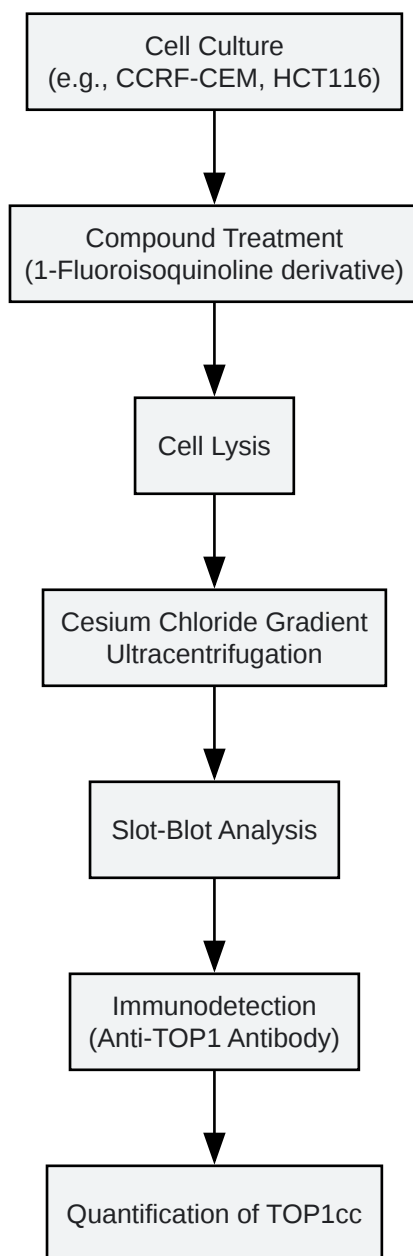 Cell Culture
(e.g., CCRF-CEM, HCT116)
Compound Treatment
(1-Fluoroisoquinoline derivative)
Cell Lysis
Cesium Chloride Gradient
Ultracentrifugation
Slot-Blot Analysis
Immunodetection
(Anti-TOP1 Antibody)
Quantification of TOP1cc